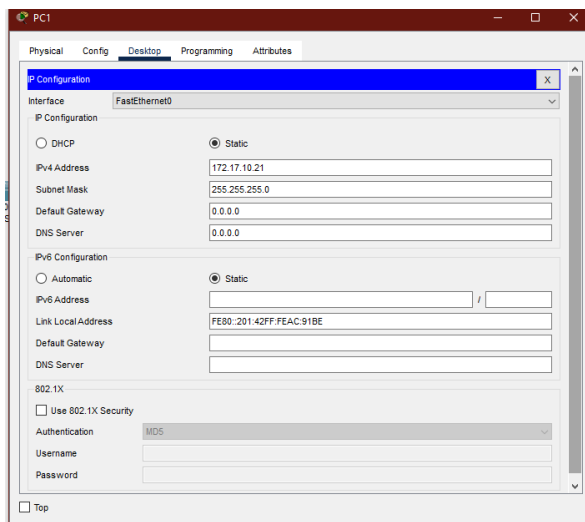 PC1
Physical Config Desktop Programming Attributes
IP Configuration X
Interface FastEthernet0
IP Configuration
DHCP Static
IPv4 Address 172.17.10.21
Subnet Mask 255.255.255.0
Default Gateway 0.0.0.0
DNS Server 0.0.0.0
IPv6 Configuration
Automatic Static
IPv6 Address /
Link Local Address FE80::201:42FF:FEAC:91BE
Default Gateway
DNS Server
802.1X
Use 802.1X Security
Authentication MD5
Username
Password
Top